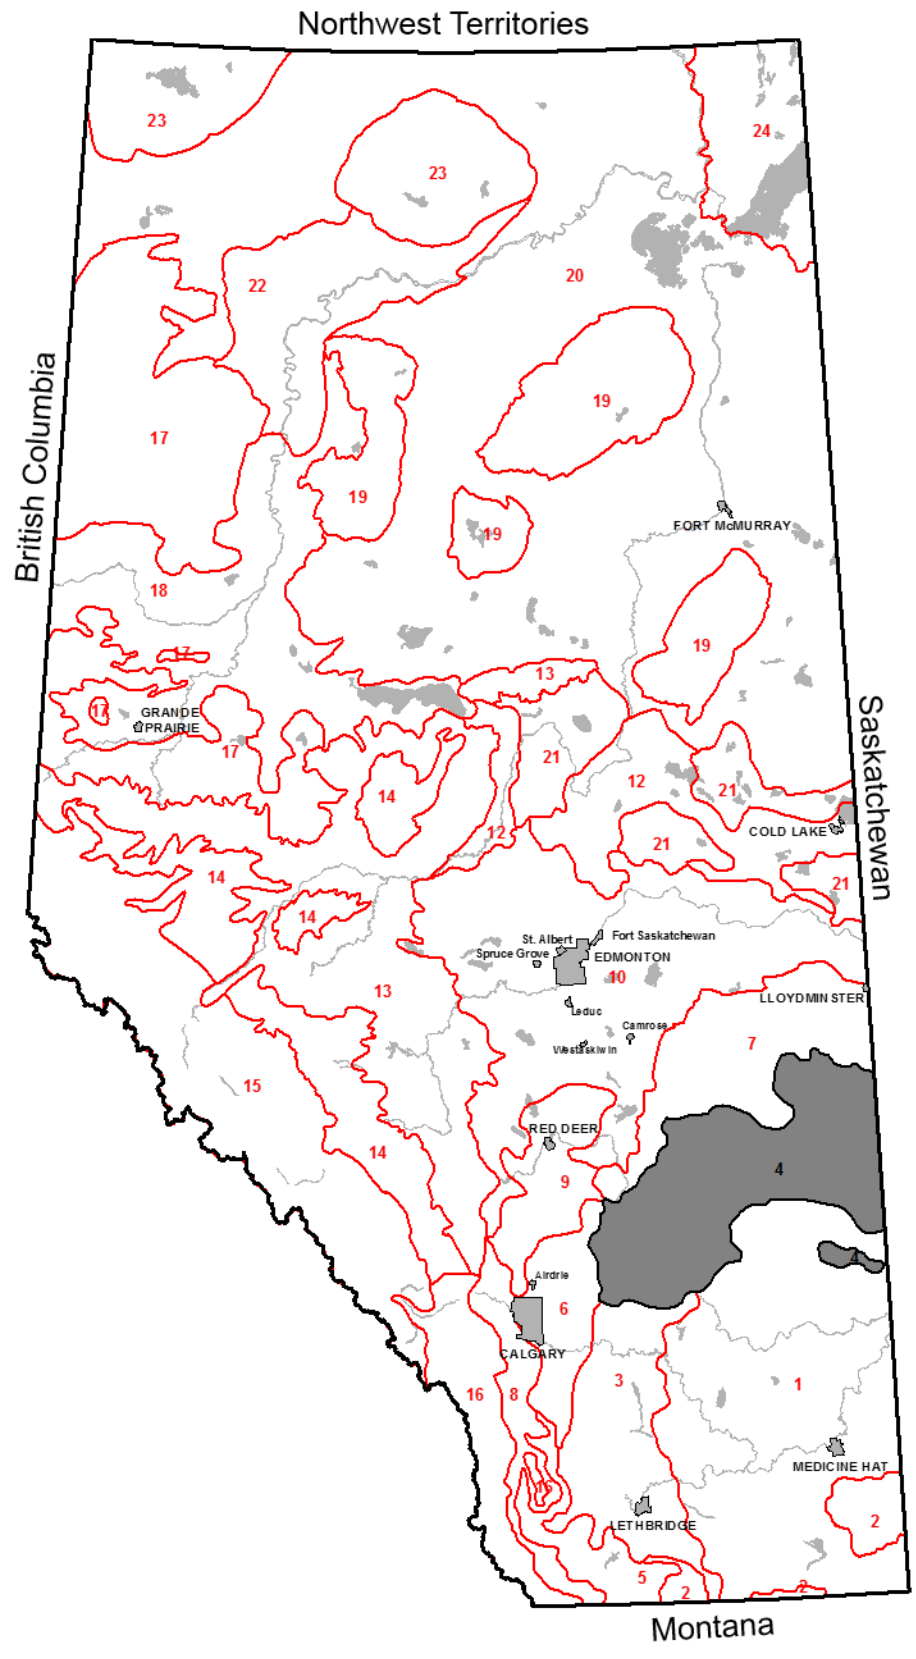 Northwest Territories
23
24
23
20
22
British Columbia
19
17
19
19
FORT McMURRAY
18
19
17
13
17
GRANDE
PRAIRIE
17
21
Saskatchewan
12
21
14
12
COLD LAKE
21
14
21
14
St. Albert
Fort Saskatchewan
Spruce Grove
EDMONTON
10
13
LLOYDMINSTER
Leduc
Camrose
7
Wetaskiwin
15
RED DEER
14
9
4
4
Airdrie
6
CALGARY
3
1
16
8
MEDICINE HAT
2
LETHBRIDGE
5
2
2
Montana